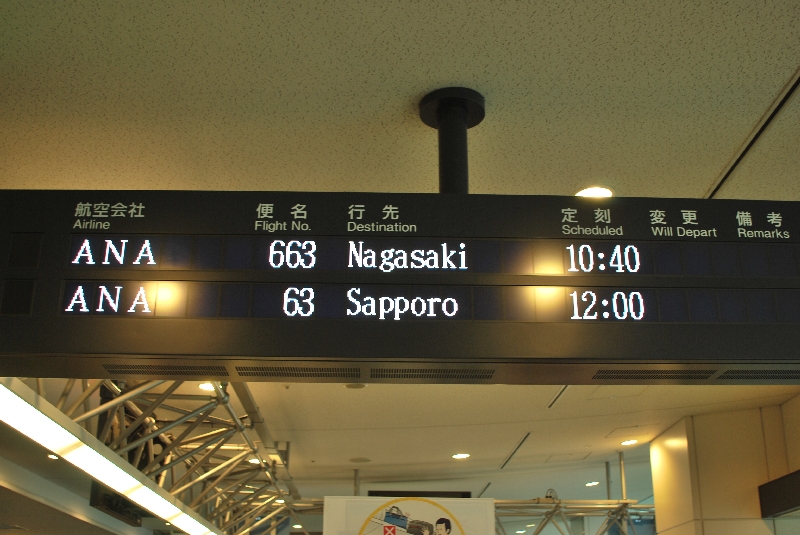 航空会社 便名 行先 定刻 変更 備考
Airline Flight No. Destination Scheduled Will Depart Remarks
ANA 663 Nagasaki 10:40
ANA 63 Sapporo 12:00